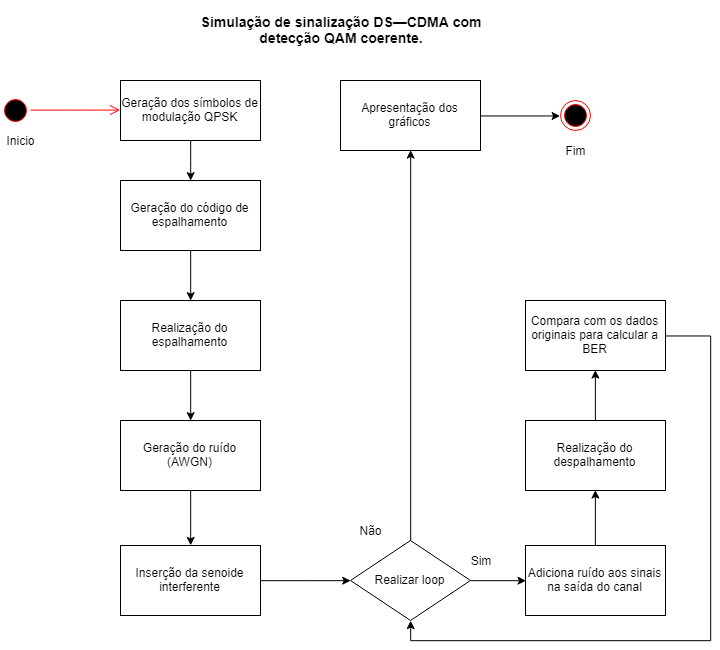 Simulação de sinalização DS—CDMA com
detecção QAM coerente.
Inicio
Geração dos símbolos de
modulação QPSK
Geração do código de
espalhamento
Realização do
espalhamento
Geração do ruído
(AWGN)
Inserção da senoide
interferente
Realizar loop
Não
Sim
Apresentação dos
gráficos
Fim
Adiciona ruído aos sinais
na saída do canal
Realização do
despalhamento
Compara com os dados
originais para calcular a
BER